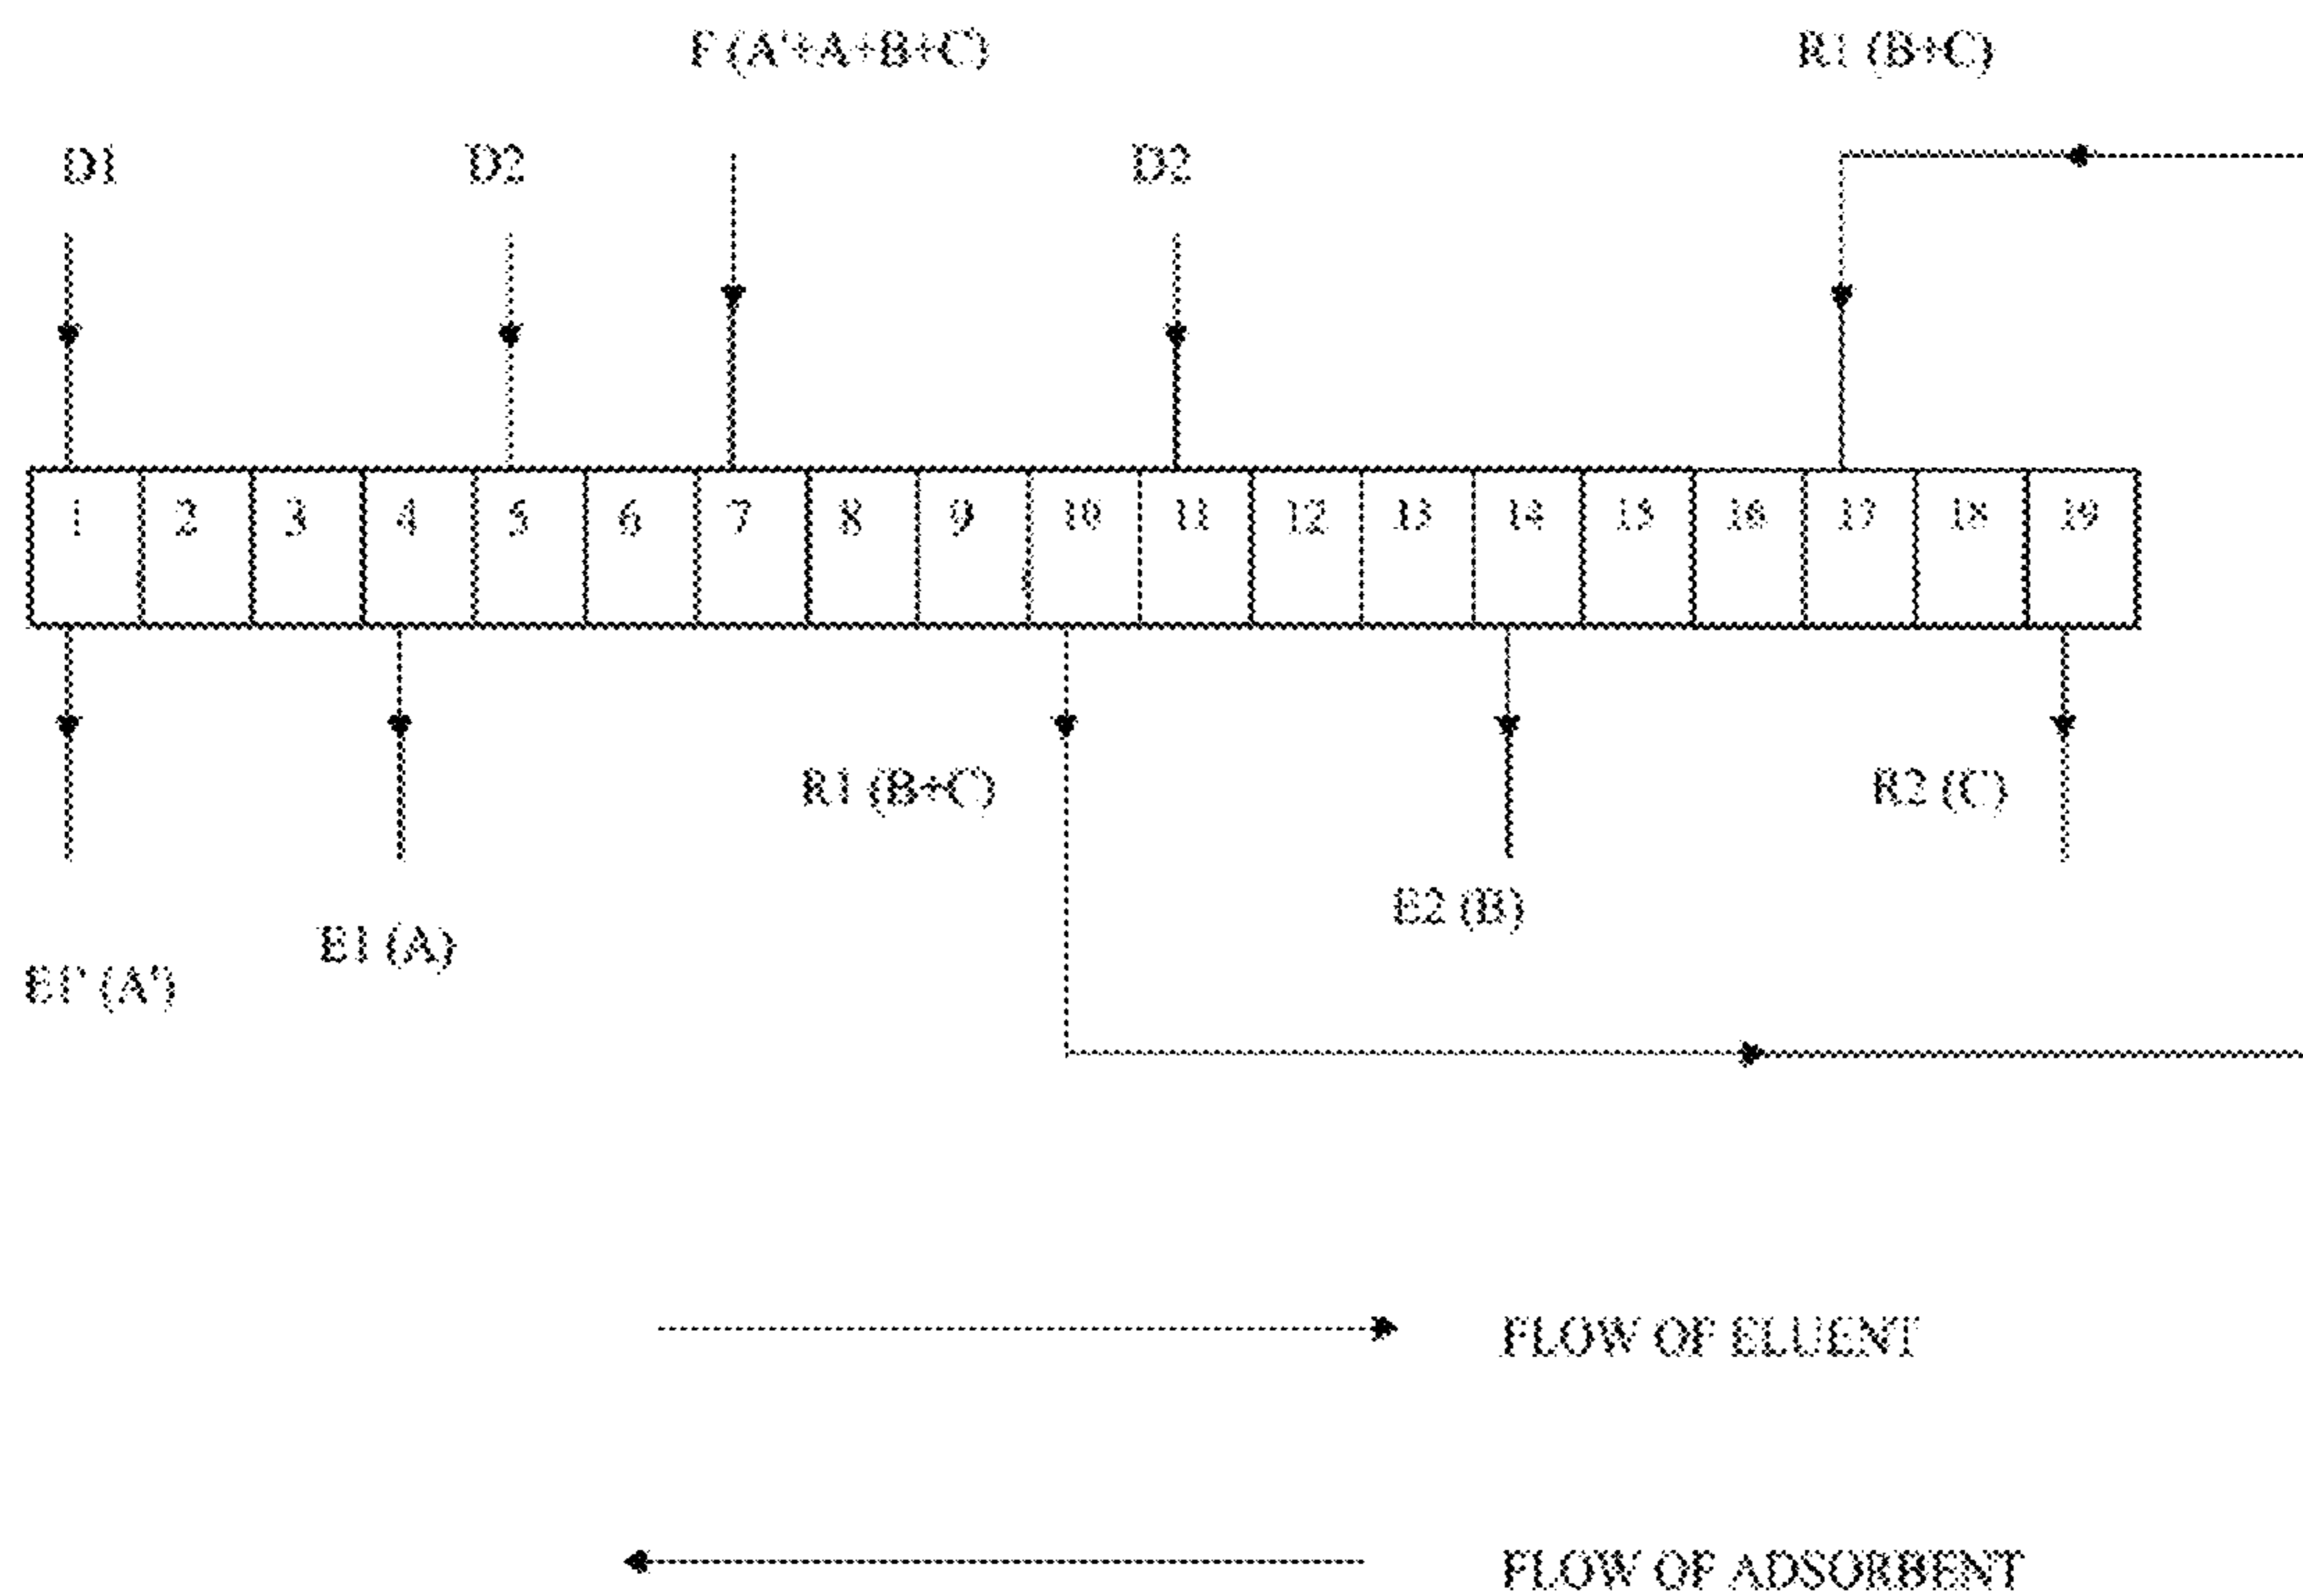 F (A'+A+B+C)
R1 (B+C)
D1
D2
D2
1 2 3 4 5 6 7 8 9 10 11 12 13 14 15 16 17 18 19
R1 (B+C)
R2 (C)
E2 (B)
E1 (A)
E1' (A')
FLOW OF ELUENT
FLOW OF ADSORBENT